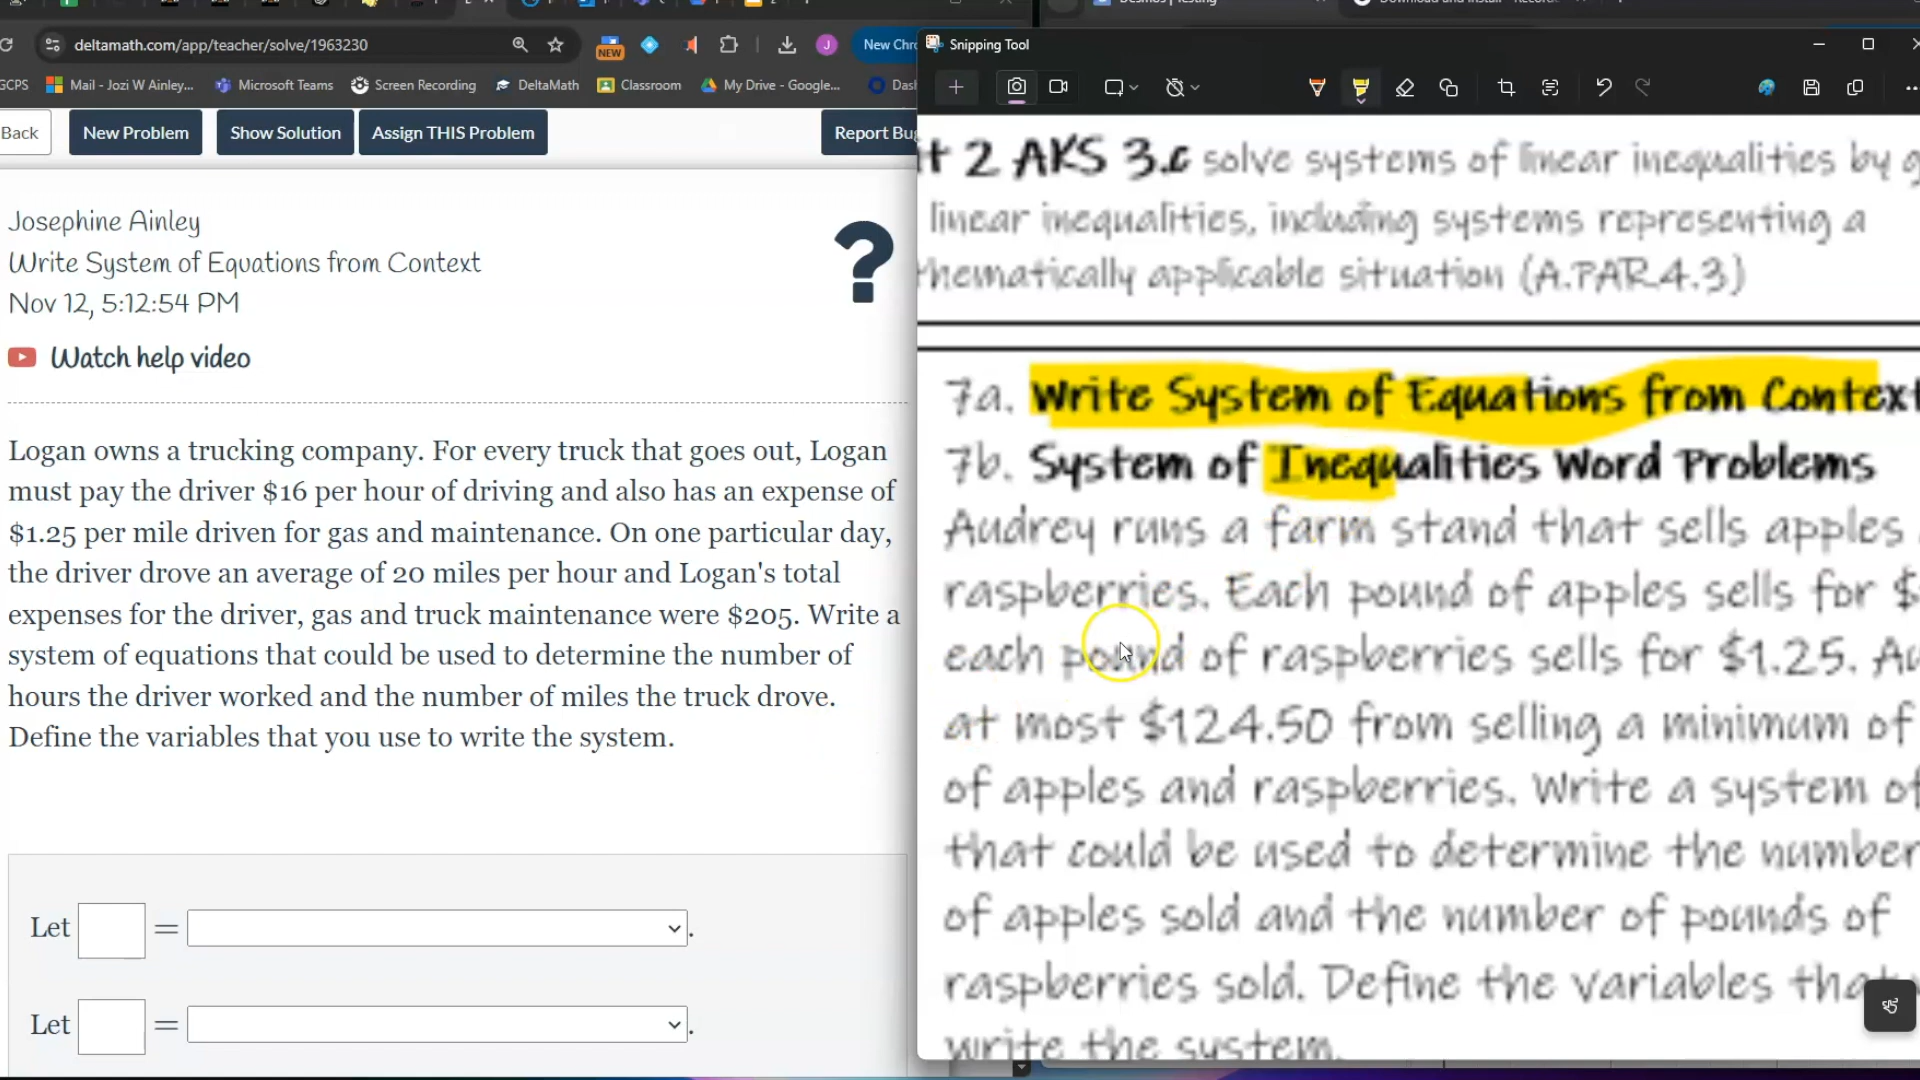 deltamath.com/app/teacher/solve/1963230
NEW
J
New Chr
GCPS
Mail - Jozi W Ainley...
Microsoft Teams
Screen Recording
DeltaMath
Classroom
My Drive - Google...
Back
New Problem
Show Solution
Assign THIS Problem
Report Bug
Josephine Ainley
Write System of Equations from Context
Nov 12, 5:12:54 PM
?
Watch help video
Logan owns a trucking company. For every truck that goes out, Logan
must pay the driver $16 per hour of driving and also has an expense of
$1.25 per mile driven for gas and maintenance. On one particular day,
the driver drove an average of 20 miles per hour and Logan's total
expenses for the driver, gas and truck maintenance were $205. Write a
system of equations that could be used to determine the number of
hours the driver worked and the number of miles the truck drove.
Define the variables that you use to write the system.
Let = .
Let = .
Snipping Tool
t 2 AKS 3.c solve systems of linear inequalities by g
linear inequalities, including systems representing a
hematically applicable situation (A.PAR.4.3)
7a. Write System of Equations from Context
7b. System of Inequalities Word Problems
Audrey runs a farm stand that sells apples
raspberries. Each pound of apples sells for $
each pound of raspberries sells for $1.25. Au
at most $124.50 from selling a minimum of
of apples and raspberries. Write a system of
that could be used to determine the number
of apples sold and the number of pounds of
raspberries sold. Define the variables tha
write the system.